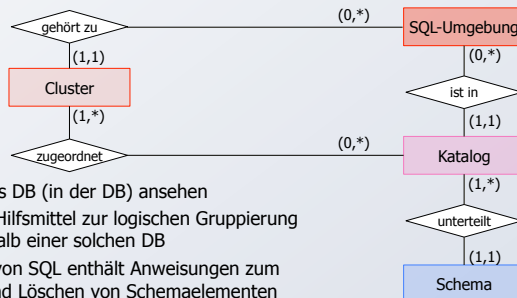 gehört zu
(0,*)
SQL-Umgebung
(1,1)
(0,*)
Cluster
ist in
(1,*)
(1,1)
zugeordnet
(0,*)
Katalog
(1,*)
s DB (in der DB) ansehen
Hilfsmittel zur logischen Gruppierung
alb einer solchen DB
unterteilt
von SQL enthält Anweisungen zum
(1,1)
nd Löschen von Schemaelementen
Schema